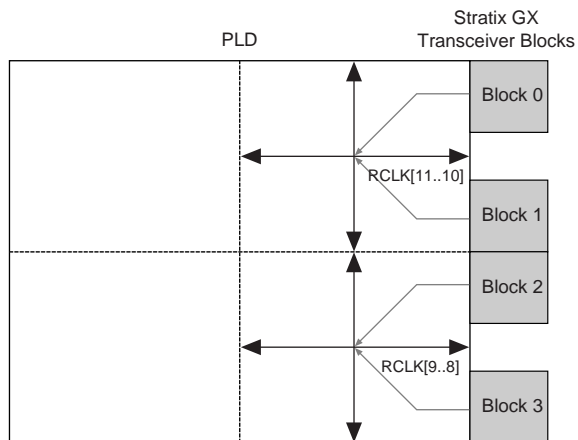 Stratix GX
Transceiver Blocks
PLD
Block 0
RCLK[11..10]
Block 1
Block 2
RCLK[9..8]
Block 3